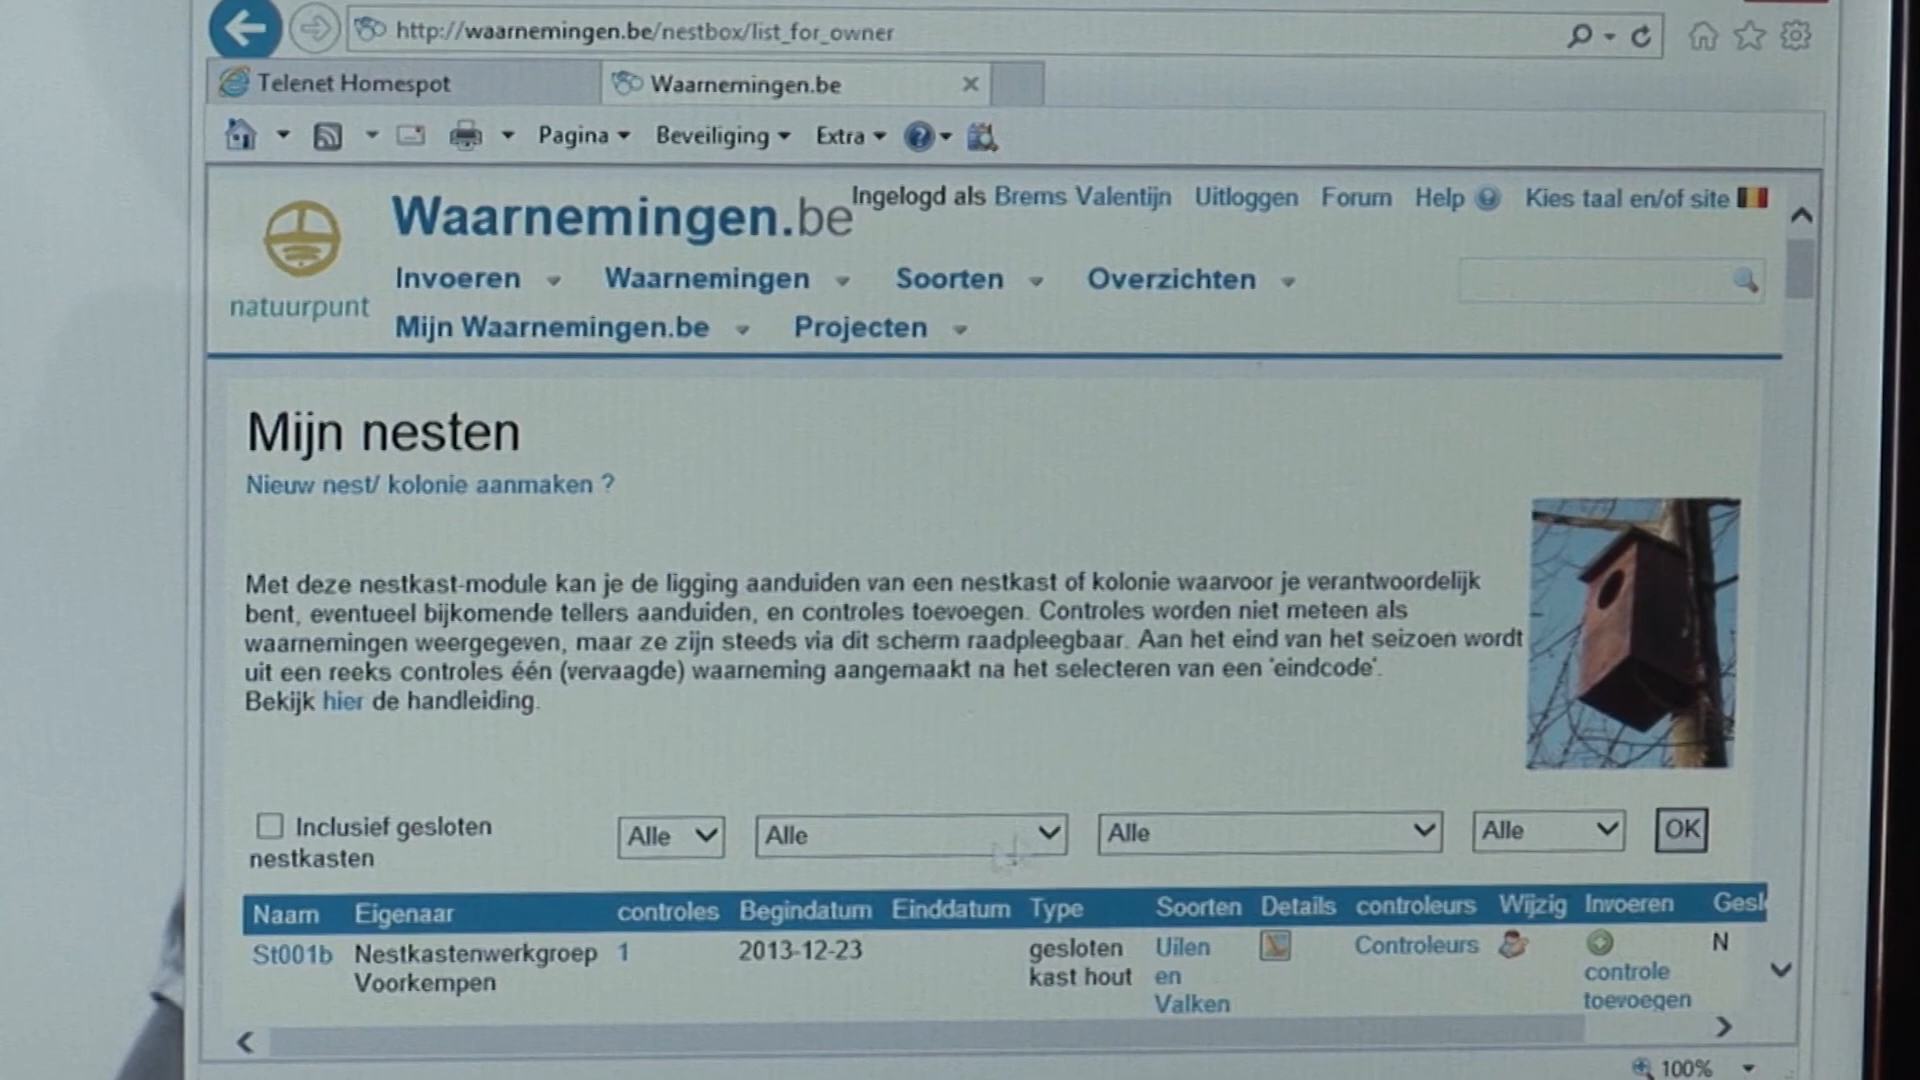 http://waarnemingen.be/nestbox/list_for_owner
Telenet Homespot
Waarnemingen.be
Pagina
Beveiliging
Extra
Ingelogd als Brems Valentijn Uitloggen Forum Help Kies taal en/of site
Waarnemingen.be
natuurpunt
Invoeren Waarnemingen Soorten Overzichten
Mijn Waarnemingen.be Projecten
Mijn nesten
Nieuw nest/ kolonie aanmaken ?
Met deze nestkast-module kan je de ligging aanduiden van een nestkast of kolonie waarvoor je verantwoordelijk
bent, eventueel bijkomende tellers aanduiden, en controles toevoegen. Controles worden niet meteen als
waarnemingen weergegeven, maar ze zijn steeds via dit scherm raadpleegbaar. Aan het eind van het seizoen wordt
uit een reeks controles één (vervaagde) waarneming aangemaakt na het selecteren van een 'eindcode'.
Bekijk hier de handleiding.
Inclusief gesloten
nestkasten
Alle
Alle
Alle
Alle
OK
Naam Eigenaar controles Begindatum Einddatum Type Soorten Details controleurs Wijzig Invoeren Gesl
St001b Nestkastenwerkgroep 1 2013-12-23 gesloten Uilen Controleurs N
Voorkempen kast hout en controle
Valken toevoegen
100%